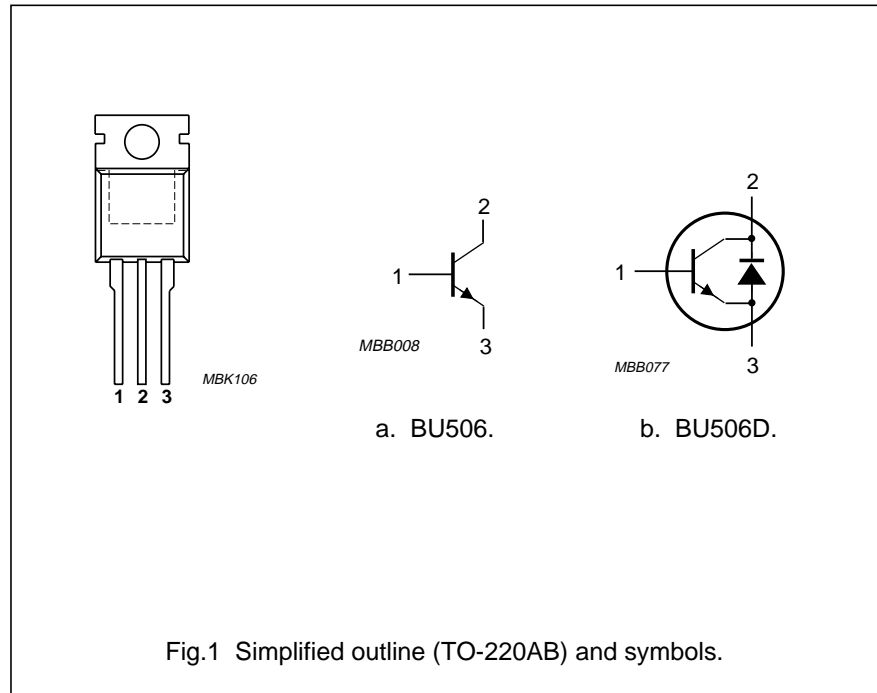 MBK106
1 2 3
2
1
3
MBB008
a. BU506.
2
1
3
MBB077
b. BU506D.
Fig.1 Simplified outline (TO-220AB) and symbols.